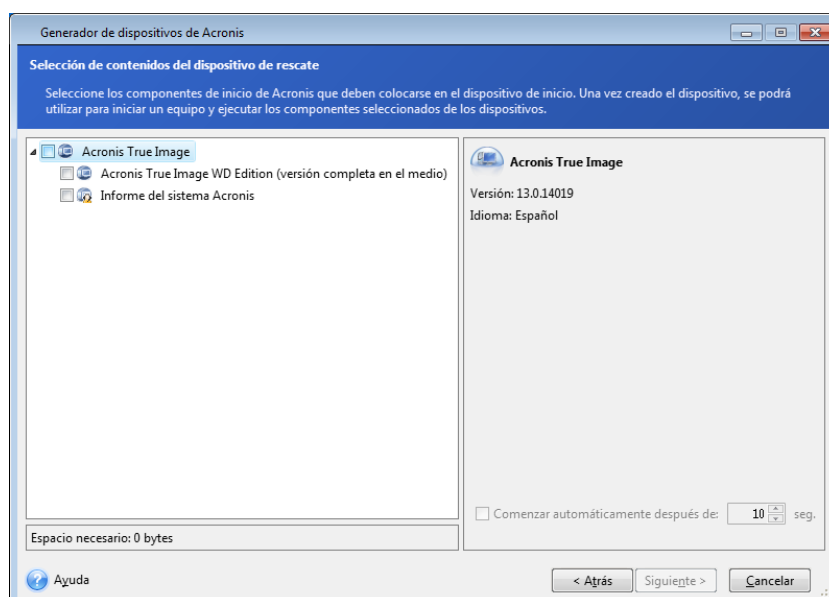 Generador de dispositivos de Acronis
Selección de contenidos del dispositivo de rescate
Seleccione los componentes de inicio de Acronis que deben colocarse en el dispositivo de inicio. Una vez creado el dispositivo, se podrá
utilizar para iniciar un equipo y ejecutar los componentes seleccionados de los dispositivos.
Acronis True Image
Acronis True Image WD Edition (versión completa en el medio)
Informe del sistema Acronis
Espacio necesario: 0 bytes
Acronis True Image
Versión: 13.0.14019
Idioma: Español
Comenzar automáticamente después de: 10 seg.
Ayuda
< Atrás Siguiente > Cancelar